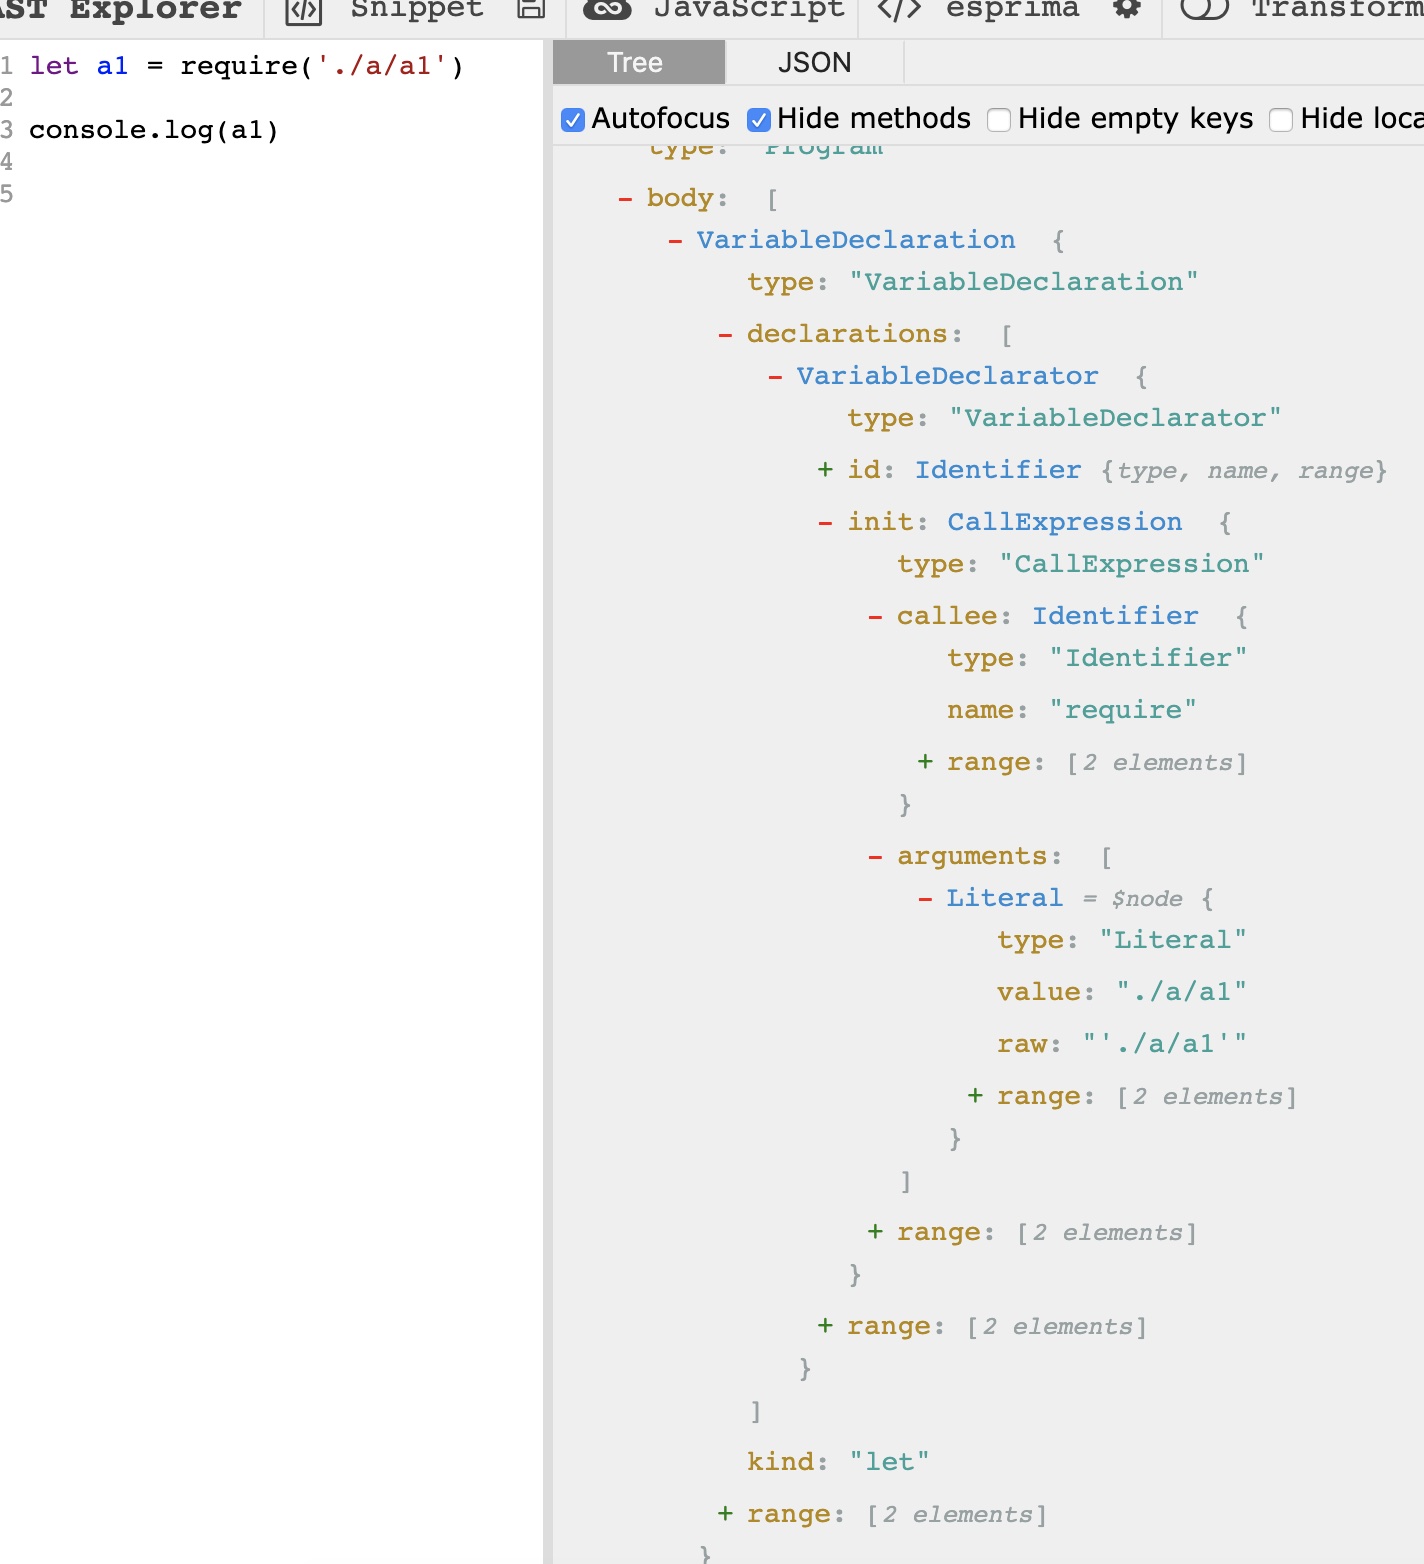 AST Explorer Snippet JavaScript </> esprima Transform
1 let a1 = require('./a/a1')
2
3 console.log(a1)
4
5
Tree JSON
Autofocus Hide methods Hide empty keys Hide loca
type: "Program"
- body: [
- VariableDeclaration {
type: "VariableDeclaration"
- declarations: [
- VariableDeclarator {
type: "VariableDeclarator"
+ id: Identifier {type, name, range}
- init: CallExpression {
type: "CallExpression"
- callee: Identifier {
type: "Identifier"
name: "require"
+ range: [2 elements]
}
- arguments: [
- Literal = $node {
type: "Literal"
value: "./a/a1"
raw: "'./a/a1'"
+ range: [2 elements]
}
]
+ range: [2 elements]
}
+ range: [2 elements]
}
]
kind: "let"
+ range: [2 elements]
}